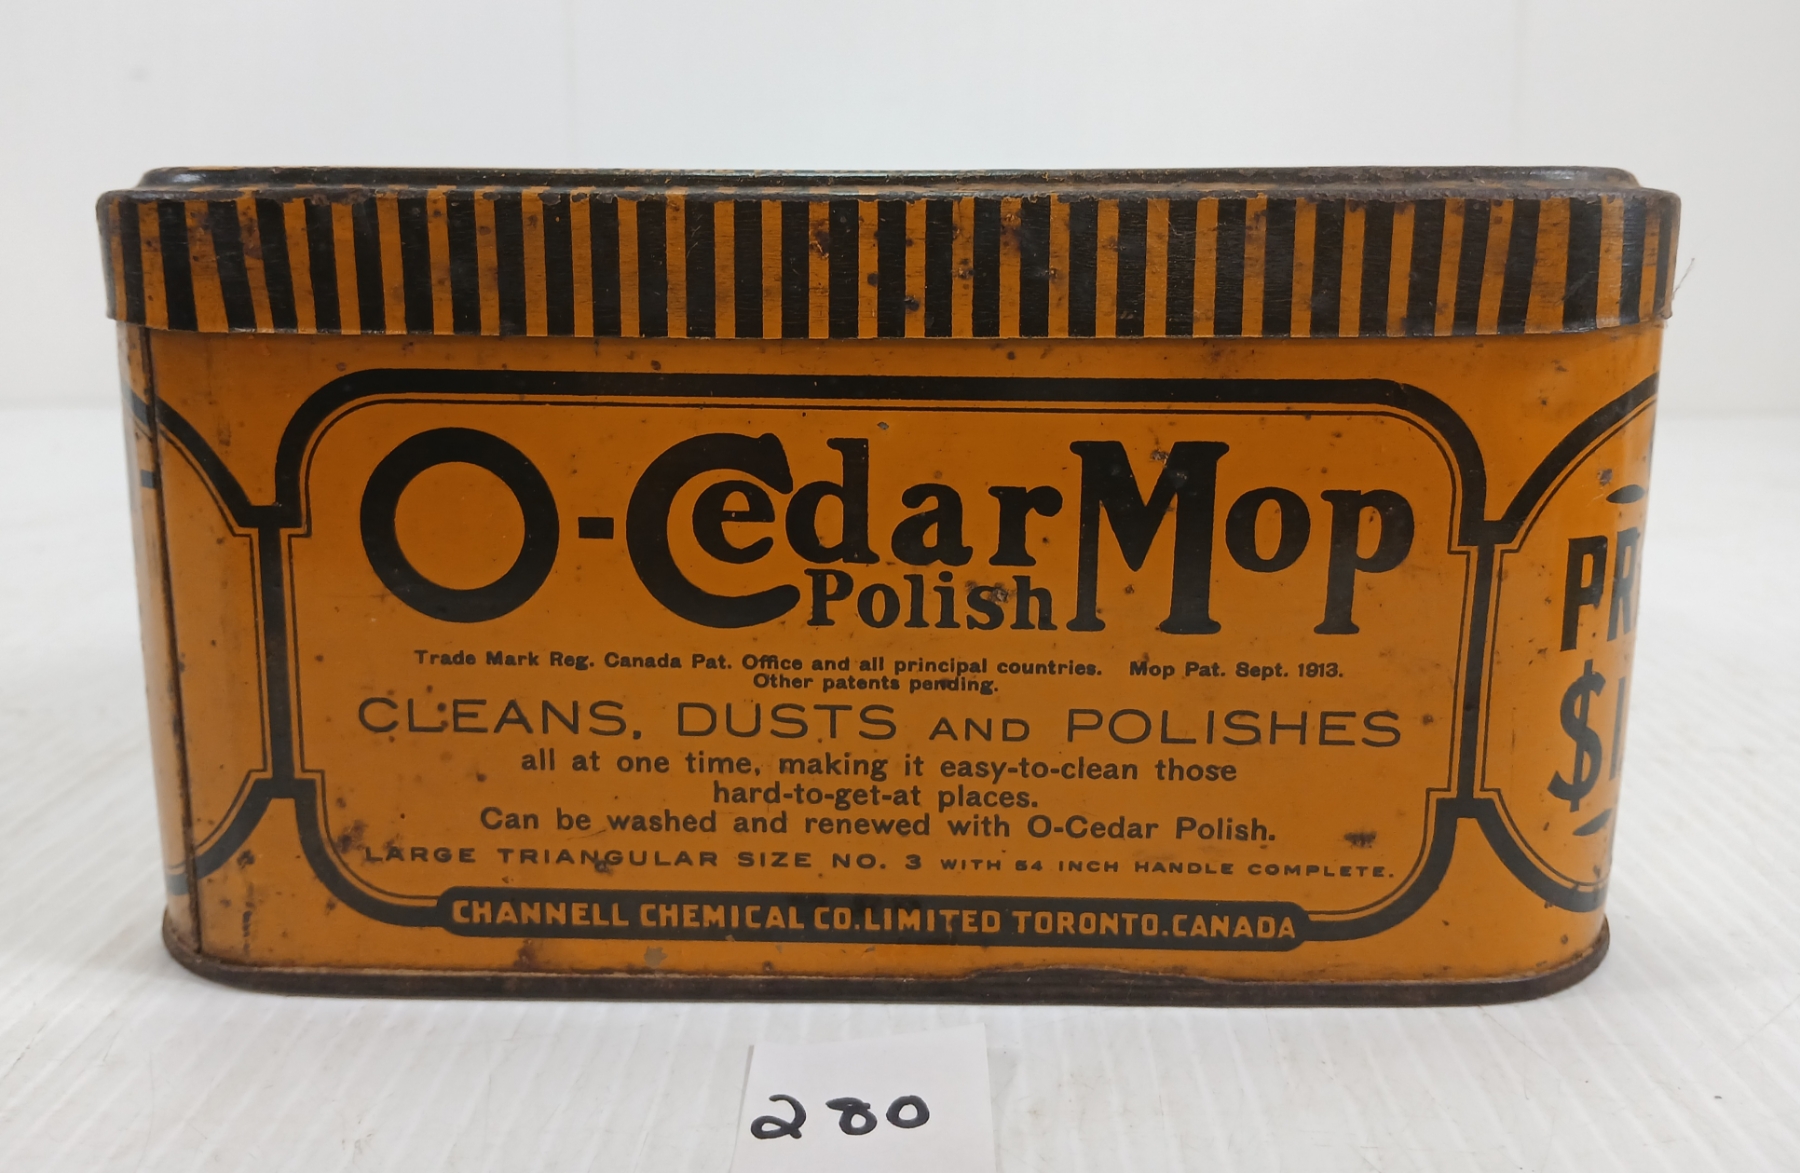 O-Cedar Mop
Polish
Trade Mark Reg. Canada Pat. Office and all principal countries. Mop Pat. Sept. 1913.
Other patents pending.
CLEANS, DUSTS AND POLISHES
all at one time, making it easy-to-clean those
hard-to-get-at places.
Can be washed and renewed with O-Cedar Polish.
LARGE TRIANGULAR SIZE NO. 3 WITH 54 INCH HANDLE COMPLETE.
CHANNELL CHEMICAL CO. LIMITED TORONTO. CANADA
PR
$1
280